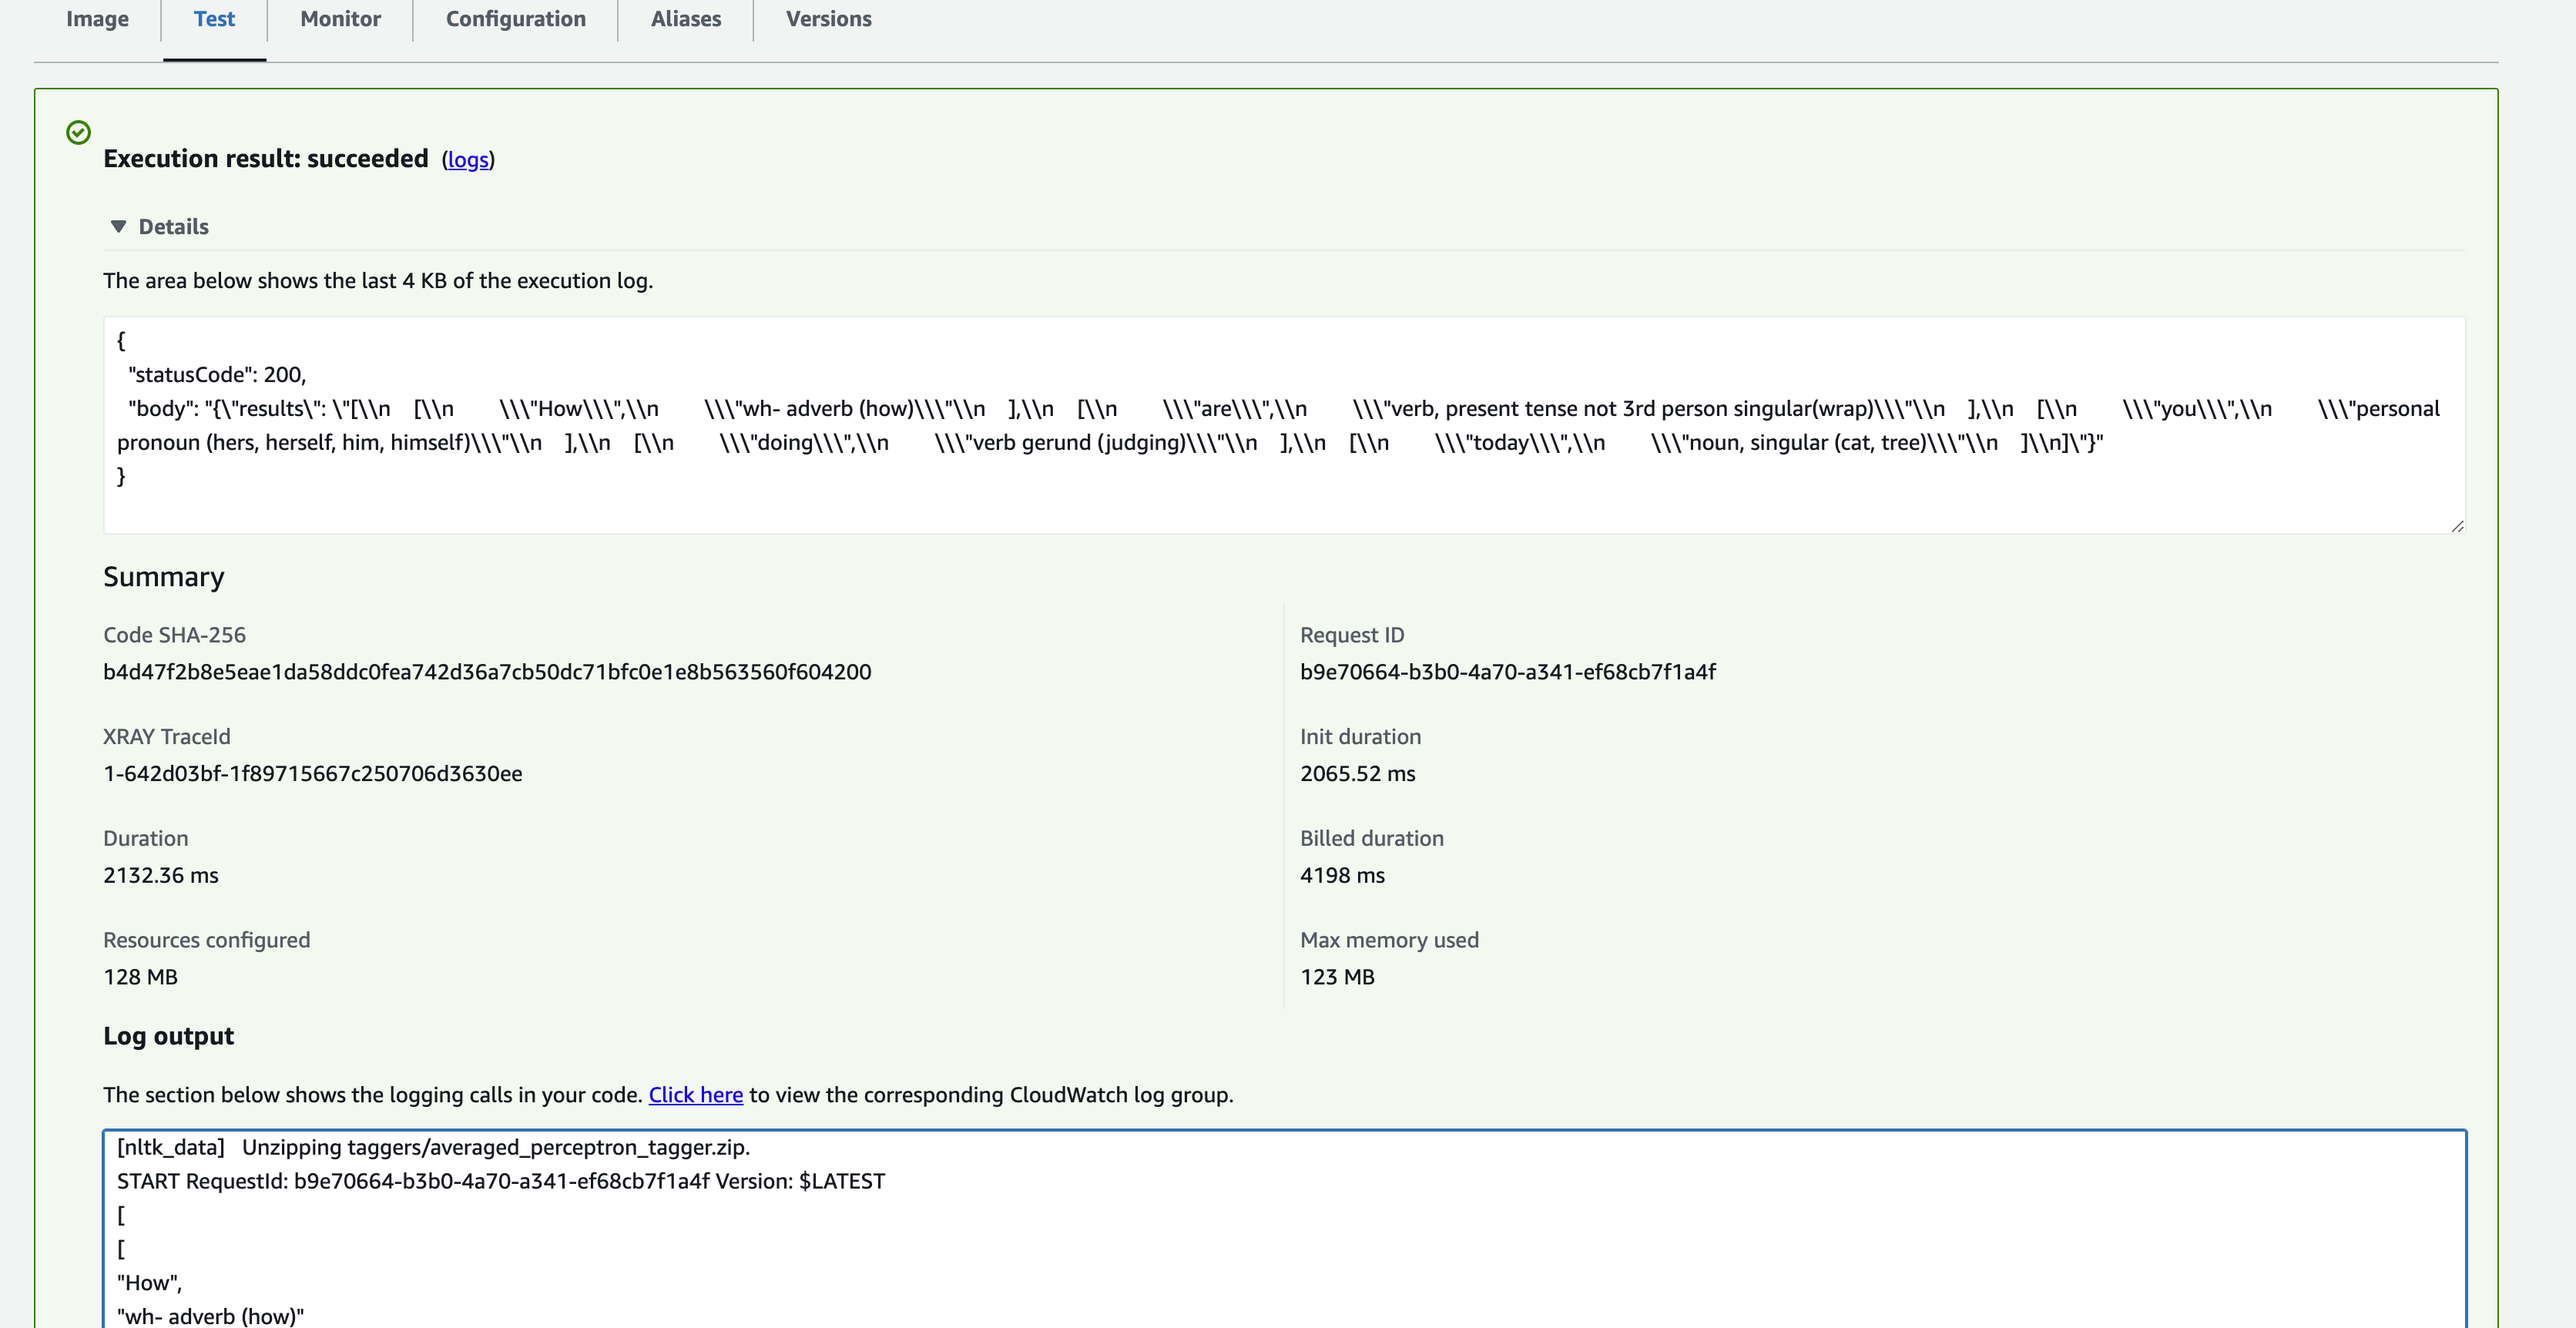 Image Test Monitor Configuration Aliases Versions
Execution result: succeeded (logs)
▼ Details
The area below shows the last 4 KB of the execution log.
{
"statusCode": 200,
"body": "{\"results\": \"[\\n    [\\n        \\\"How\\\",\\n        \\\"wh- adverb (how)\\\"\\n    ],\\n    [\\n        \\\"are\\\",\\n        \\\"verb, present tense not 3rd person singular(wrap)\\\"\\n    ],\\n    [\\n        \\\"you\\\",\\n        \\\"personal
pronoun (hers, herself, him, himself)\\\"\\n    ],\\n    [\\n        \\\"doing\\\",\\n        \\\"verb gerund (judging)\\\"\\n    ],\\n    [\\n        \\\"today\\\",\\n        \\\"noun, singular (cat, tree)\\\"\\n    ]\\n]\"}"
}
Summary
Code SHA-256
b4d47f2b8e5eae1da58ddc0fea742d36a7cb50dc71bfc0e1e8b563560f604200
Request ID
b9e70664-b3b0-4a70-a341-ef68cb7f1a4f
XRAY TraceId
1-642d03bf-1f89715667c250706d3630ee
Init duration
2065.52 ms
Duration
2132.36 ms
Billed duration
4198 ms
Resources configured
128 MB
Max memory used
123 MB
Log output
The section below shows the logging calls in your code. Click here to view the corresponding CloudWatch log group.
[nltk_data]   Unzipping taggers/averaged_perceptron_tagger.zip.
START RequestId: b9e70664-b3b0-4a70-a341-ef68cb7f1a4f Version: $LATEST
[
[
"How",
"wh- adverb (how)"